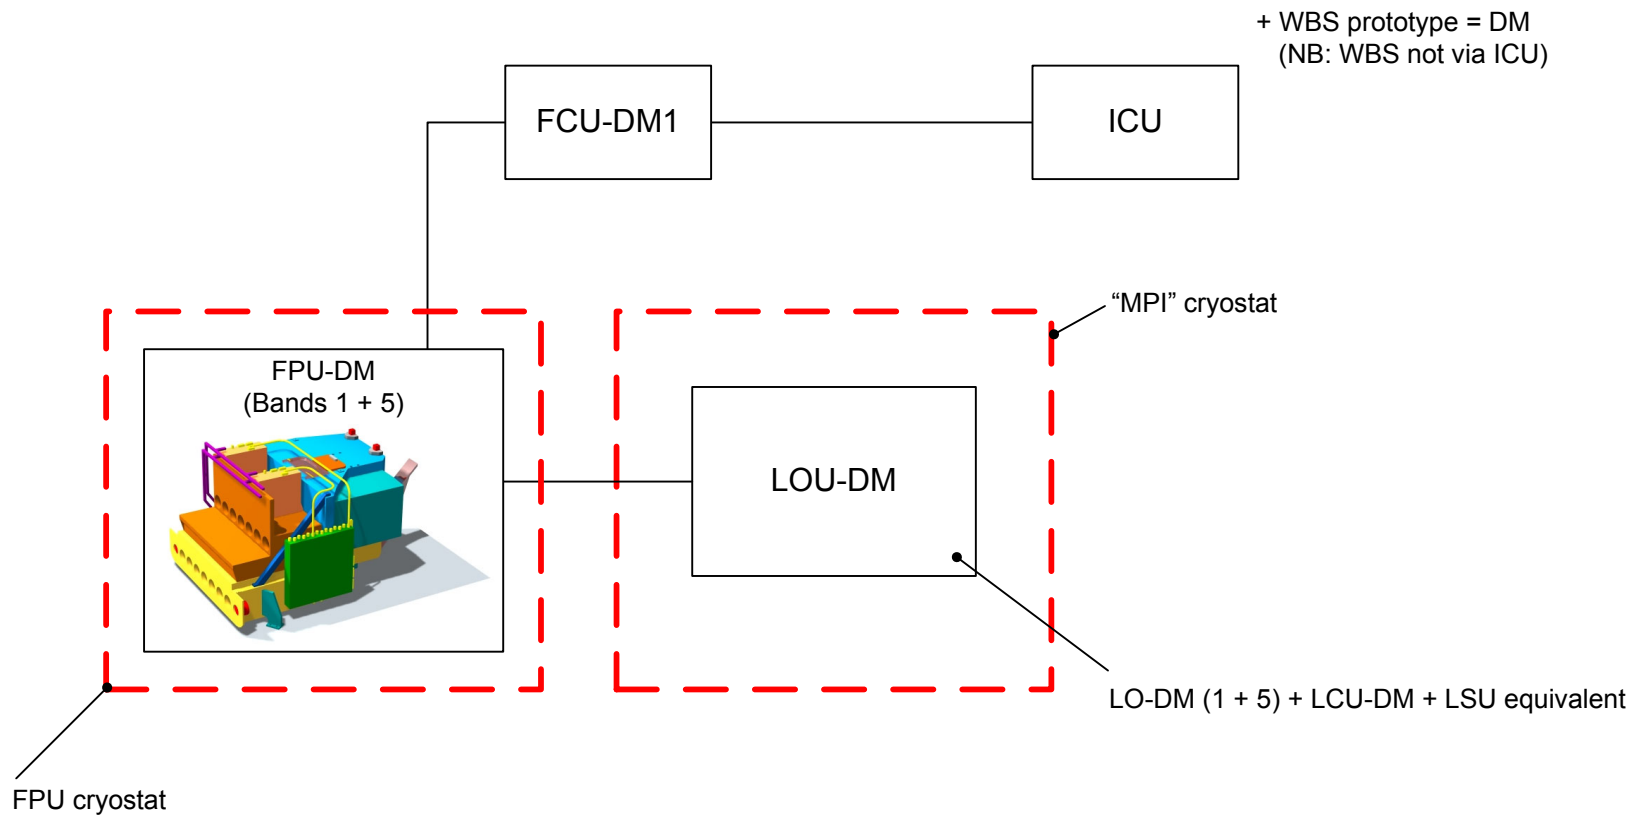 + WBS prototype = DM
(NB: WBS not via ICU)
FCU-DM1
ICU
“MPI” cryostat
FPU-DM
(Bands 1 + 5)
LOU-DM
LO-DM (1 + 5) + LCU-DM + LSU equivalent
FPU cryostat